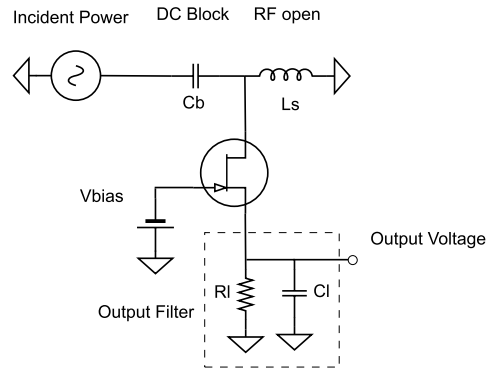 Incident Power
DC Block
RF open
Cb
Ls
Vbias
Output Voltage
Rl
Cl
Output Filter